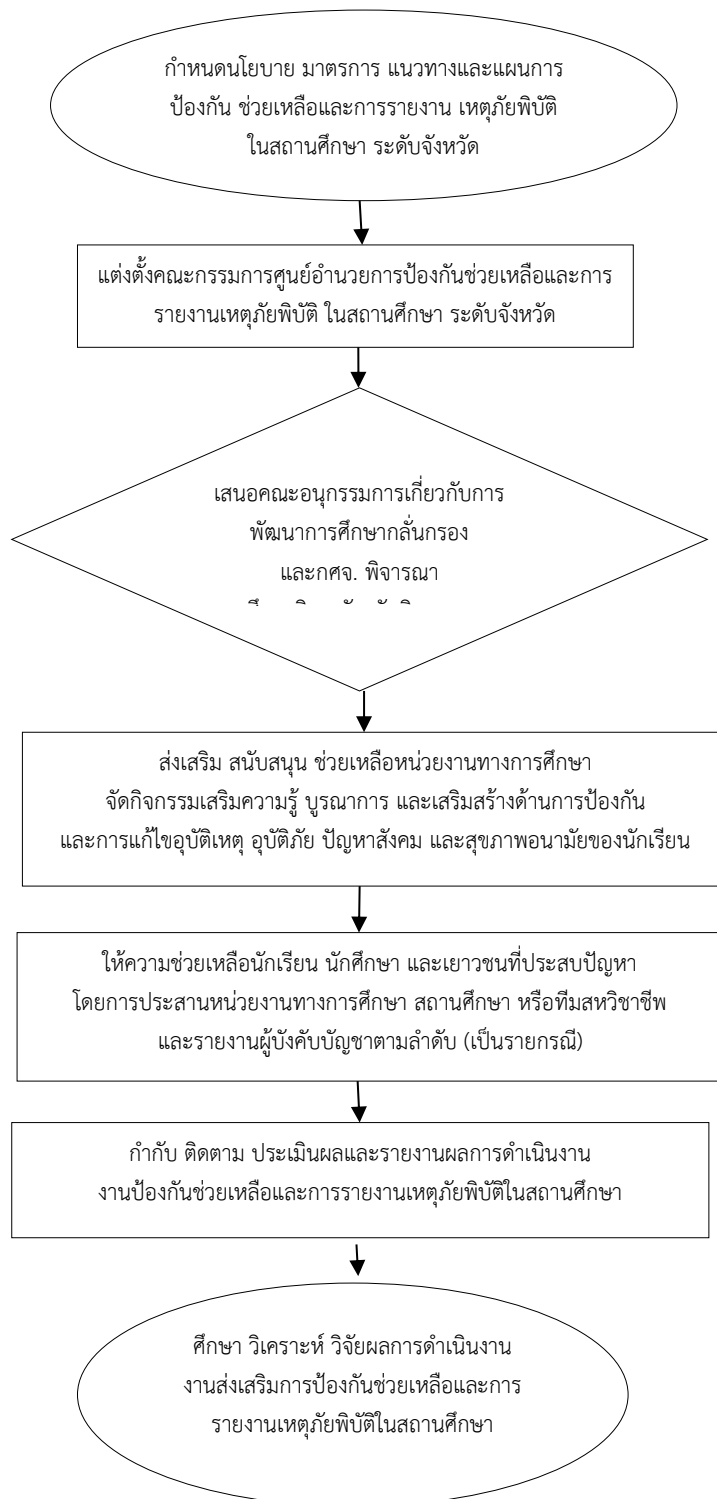 กำหนดนโยบาย มาตรการ แนวทางและแผนการ
ป้องกัน ช่วยเหลือและการรายงาน เหตุภัยพิบัติ
ในสถานศึกษา ระดับจังหวัด
แต่งตั้งคณะกรรมการศูนย์อำนวยการป้องกันช่วยเหลือและการ
รายงานเหตุภัยพิบัติ ในสถานศึกษา ระดับจังหวัด
เสนอคณะอนุกรรมการเกี่ยวกับการ
พัฒนาการศึกษากลั่นกรอง
และกศจ. พิจารณา
ส่งเสริม สนับสนุน ช่วยเหลือหน่วยงานทางการศึกษา
จัดกิจกรรมเสริมความรู้ บูรณาการ และเสริมสร้างด้านการป้องกัน
และการแก้ไขอุบัติเหตุ อุบัติภัย ปัญหาสังคม และสุขภาพอนามัยของนักเรียน
ให้ความช่วยเหลือนักเรียน นักศึกษา และเยาวชนที่ประสบปัญหา
โดยการประสานหน่วยงานทางการศึกษา สถานศึกษา หรือทีมสหวิชาชีพ
และรายงานผู้บังคับบัญชาตามลำดับ (เป็นรายกรณี)
กำกับ ติดตาม ประเมินผลและรายงานผลการดำเนินงาน
งานป้องกันช่วยเหลือและการรายงานเหตุภัยพิบัติในสถานศึกษา
ศึกษา วิเคราะห์ วิจัยผลการดำเนินงาน
งานส่งเสริมการป้องกันช่วยเหลือและการ
รายงานเหตุภัยพิบัติในสถานศึกษา